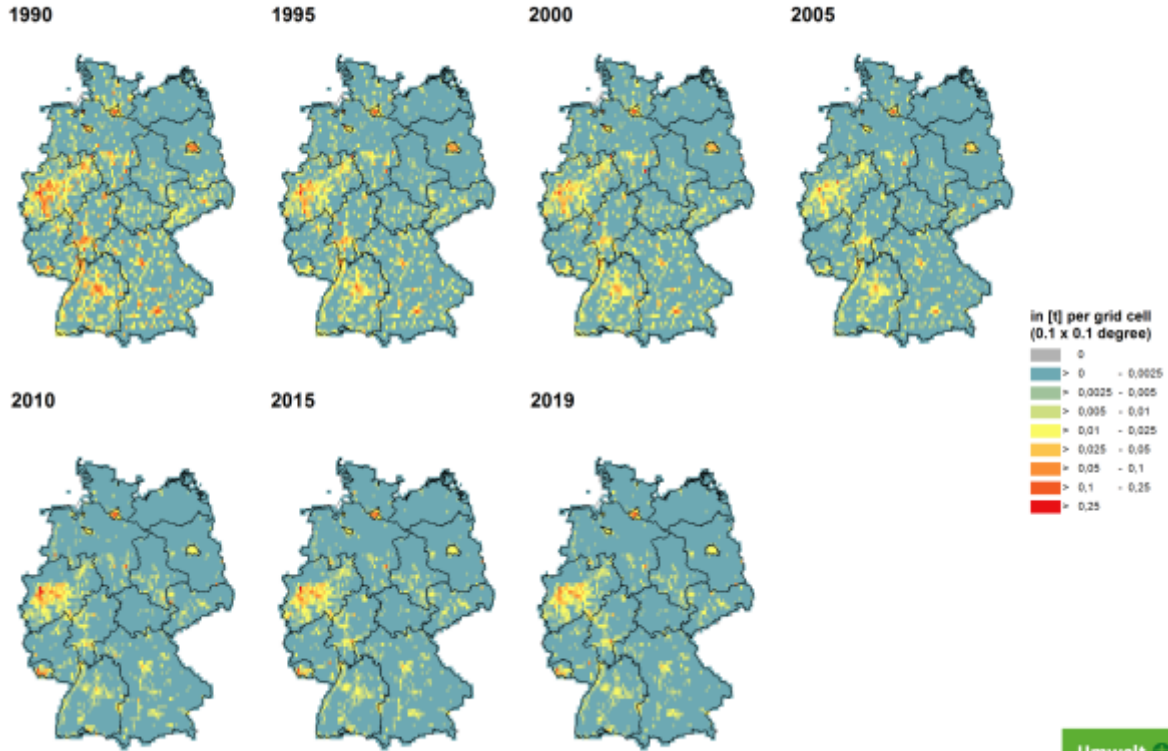 1990
1995
2000
2005
in [t] per grid cell
(0.1 x 0.1 degree)
0
> 0 - 0,0025
> 0,0025 - 0,005
> 0,005 - 0,01
> 0,01 - 0,025
> 0,025 - 0,05
> 0,05 - 0,1
> 0,1 - 0,25
> 0,25
2010
2015
2019
Umwelt